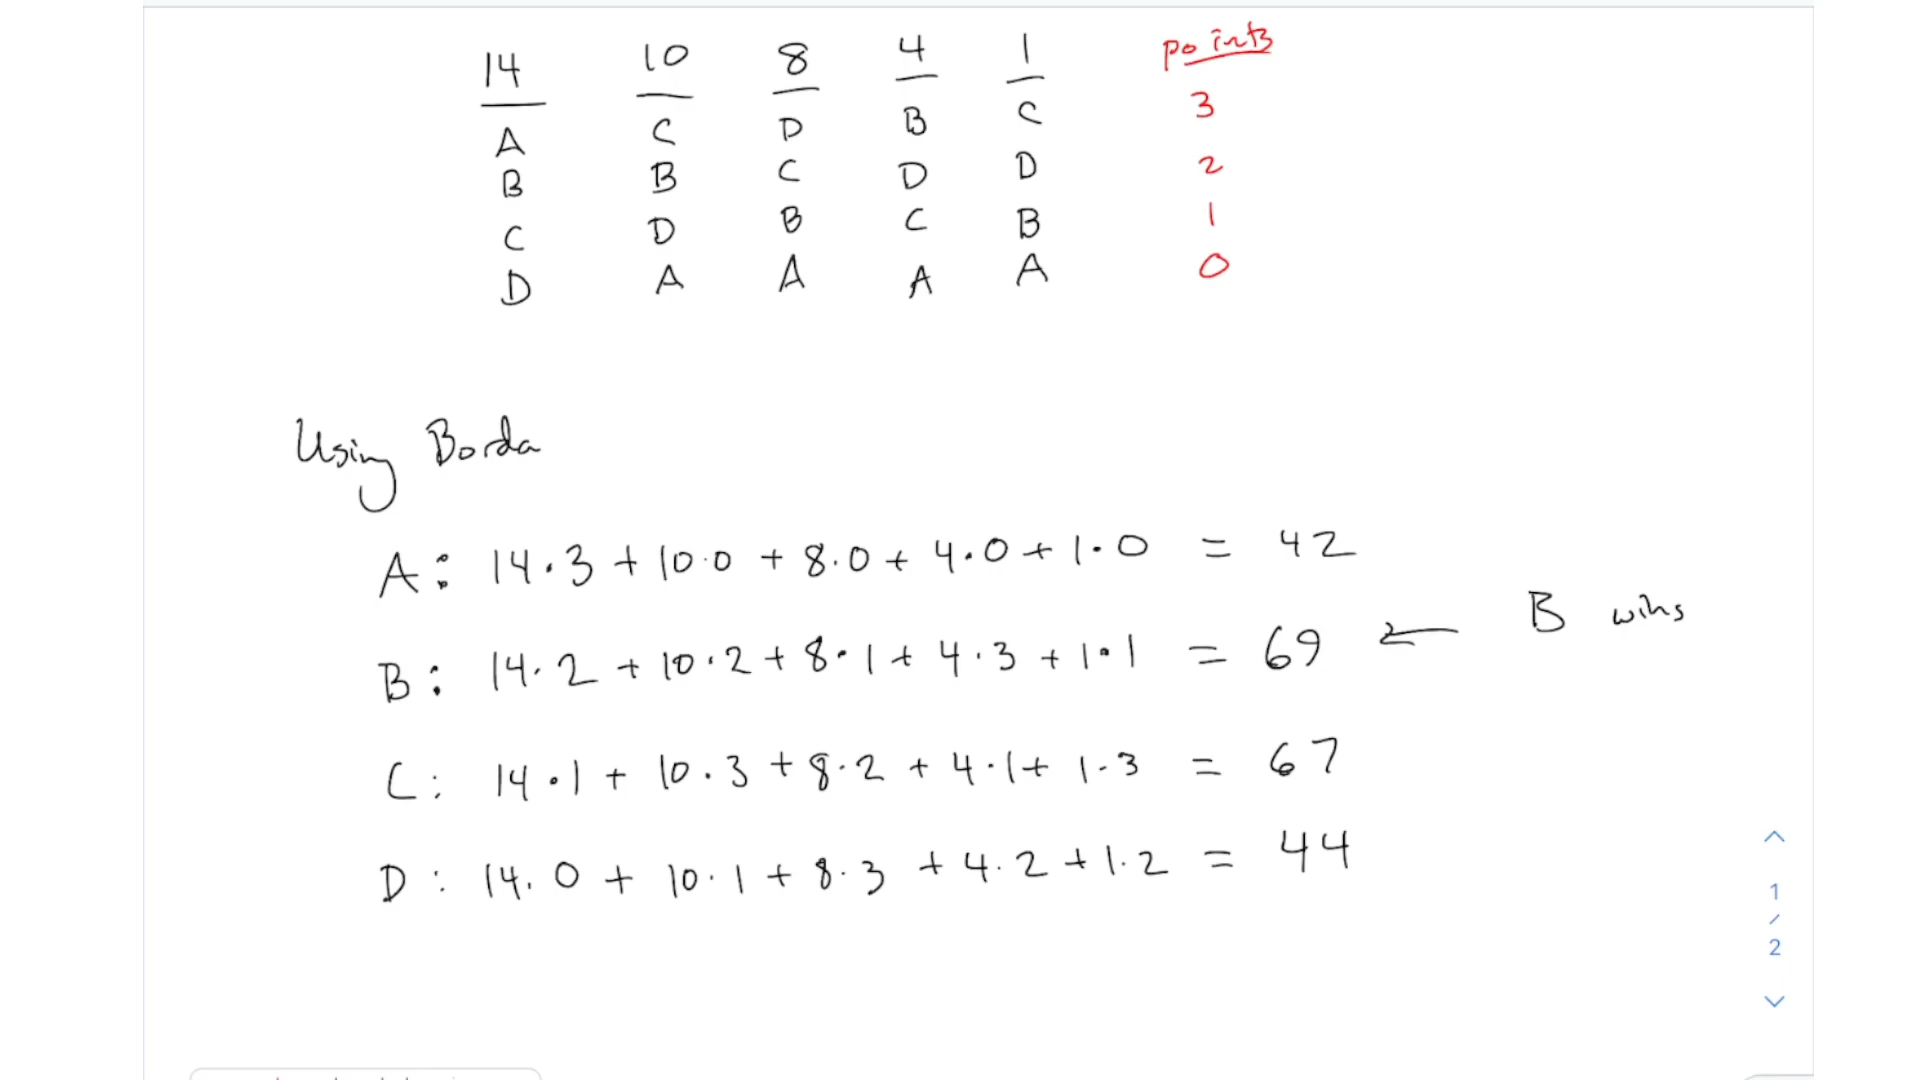 14 10 8 4 1 points
A C D B C 3
B B C D D 2
C D B C B 1
D A A A A 0
Using Borda
A: 14·3 + 10·0 + 8·0 + 4·0 + 1·0 = 42
B: 14·2 + 10·2 + 8·1 + 4·3 + 1·1 = 69 ← B wins
C: 14·1 + 10·3 + 8·2 + 4·1 + 1·3 = 67
D: 14·0 + 10·1 + 8·3 + 4·2 + 1·2 = 44
1
/
2